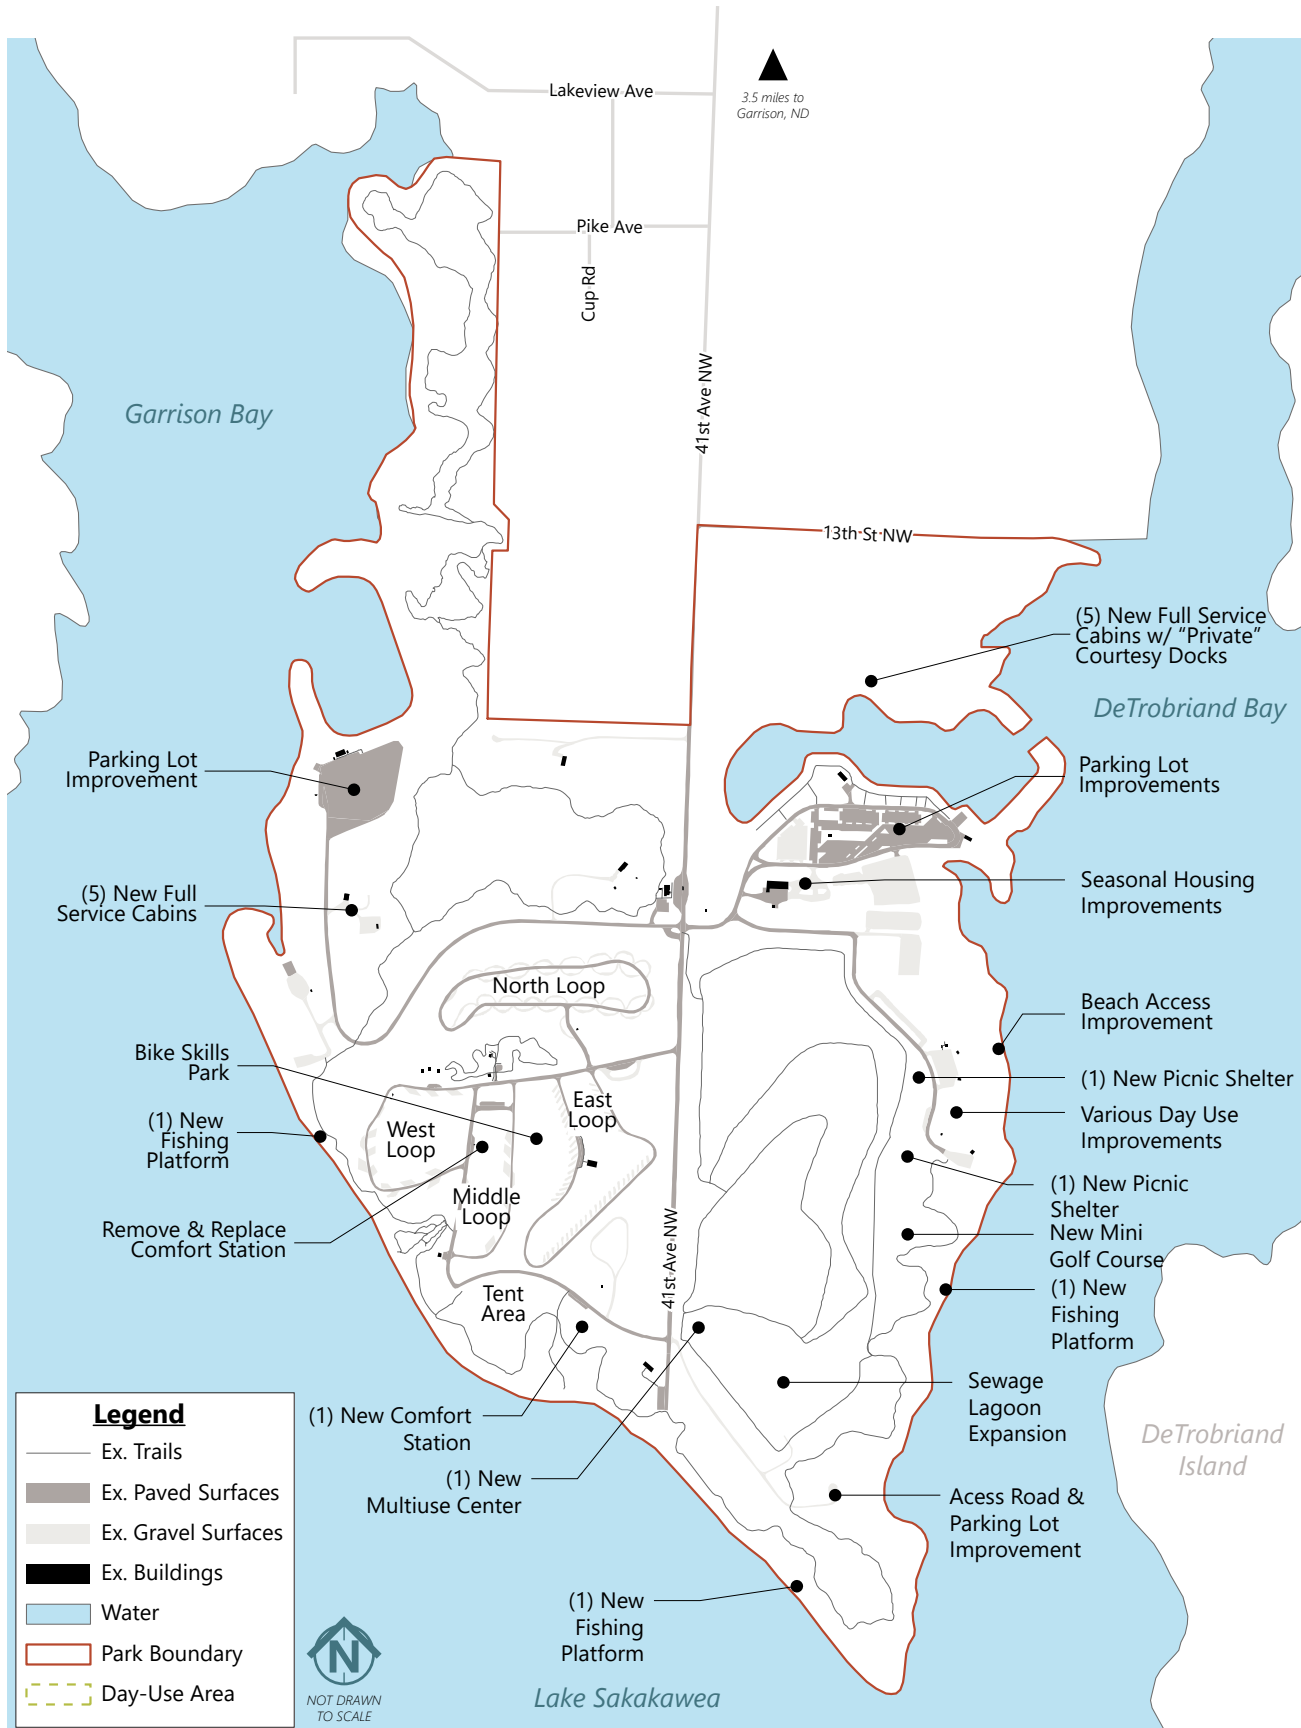 Lakeview Ave
3.5 miles to
Garrison, ND
Pike Ave
Cup Rd
41st Ave NW
Garrison Bay
13th St NW
(5) New Full Service
Cabins w/ “Private”
Courtesy Docks
DeTrobriand Bay
Parking Lot
Improvement
Parking Lot
Improvements
(5) New Full
Service Cabins
Seasonal Housing
Improvements
North Loop
Beach Access
Improvement
Bike Skills
Park
(1) New Picnic Shelter
East
Loop
West
Loop
(1) New
Fishing
Platform
Various Day Use
Improvements
Middle
Loop
(1) New Picnic
Shelter
Remove & Replace
Comfort Station
New Mini
Golf Course
41st Ave NW
Tent
Area
(1) New
Fishing
Platform
Sewage
Lagoon
Expansion
(1) New Comfort
Station
DeTrobriand
Island
(1) New
Multiuse Center
Acess Road &
Parking Lot
Improvement
(1) New
Fishing
Platform
Legend
Ex. Trails
Ex. Paved Surfaces
Ex. Gravel Surfaces
Ex. Buildings
Water
Park Boundary
Day-Use Area
N
NOT DRAWN
TO SCALE
Lake Sakakawea